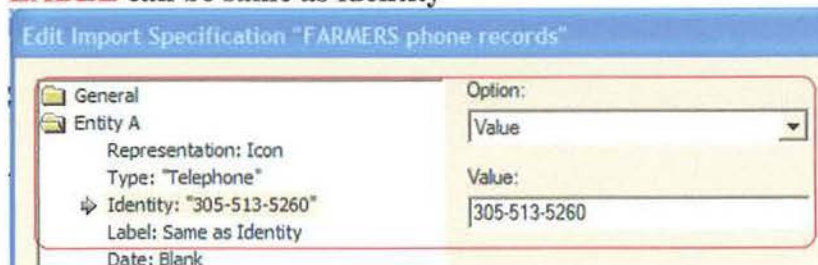 LABEL can be same as Identity
Edit Import Specification "FARMERS phone records"
General
Entity A
Representation: Icon
Type: "Telephone"
Identity: "305-513-5260"
Label: Same as Identity
Date: Blank
Option:
Value
Value:
305-513-5260